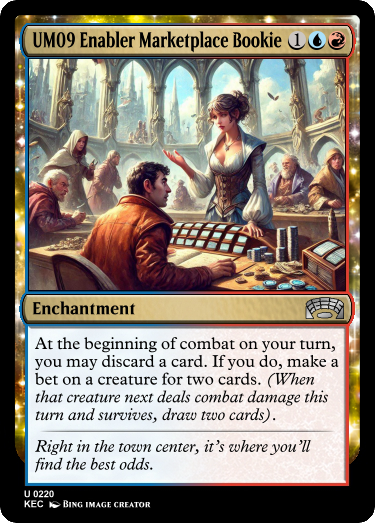 UM09 Enabler Marketplace Bookie 1
Enchantment
At the beginning of combat on your turn,
you may discard a card. If you do, make a
bet on a creature for two cards. (When
that creature next deals combat damage this
turn and survives, draw two cards).
Right in the town center, it's where you'll
find the best odds.
U 0220
KEC BING IMAGE CREATOR